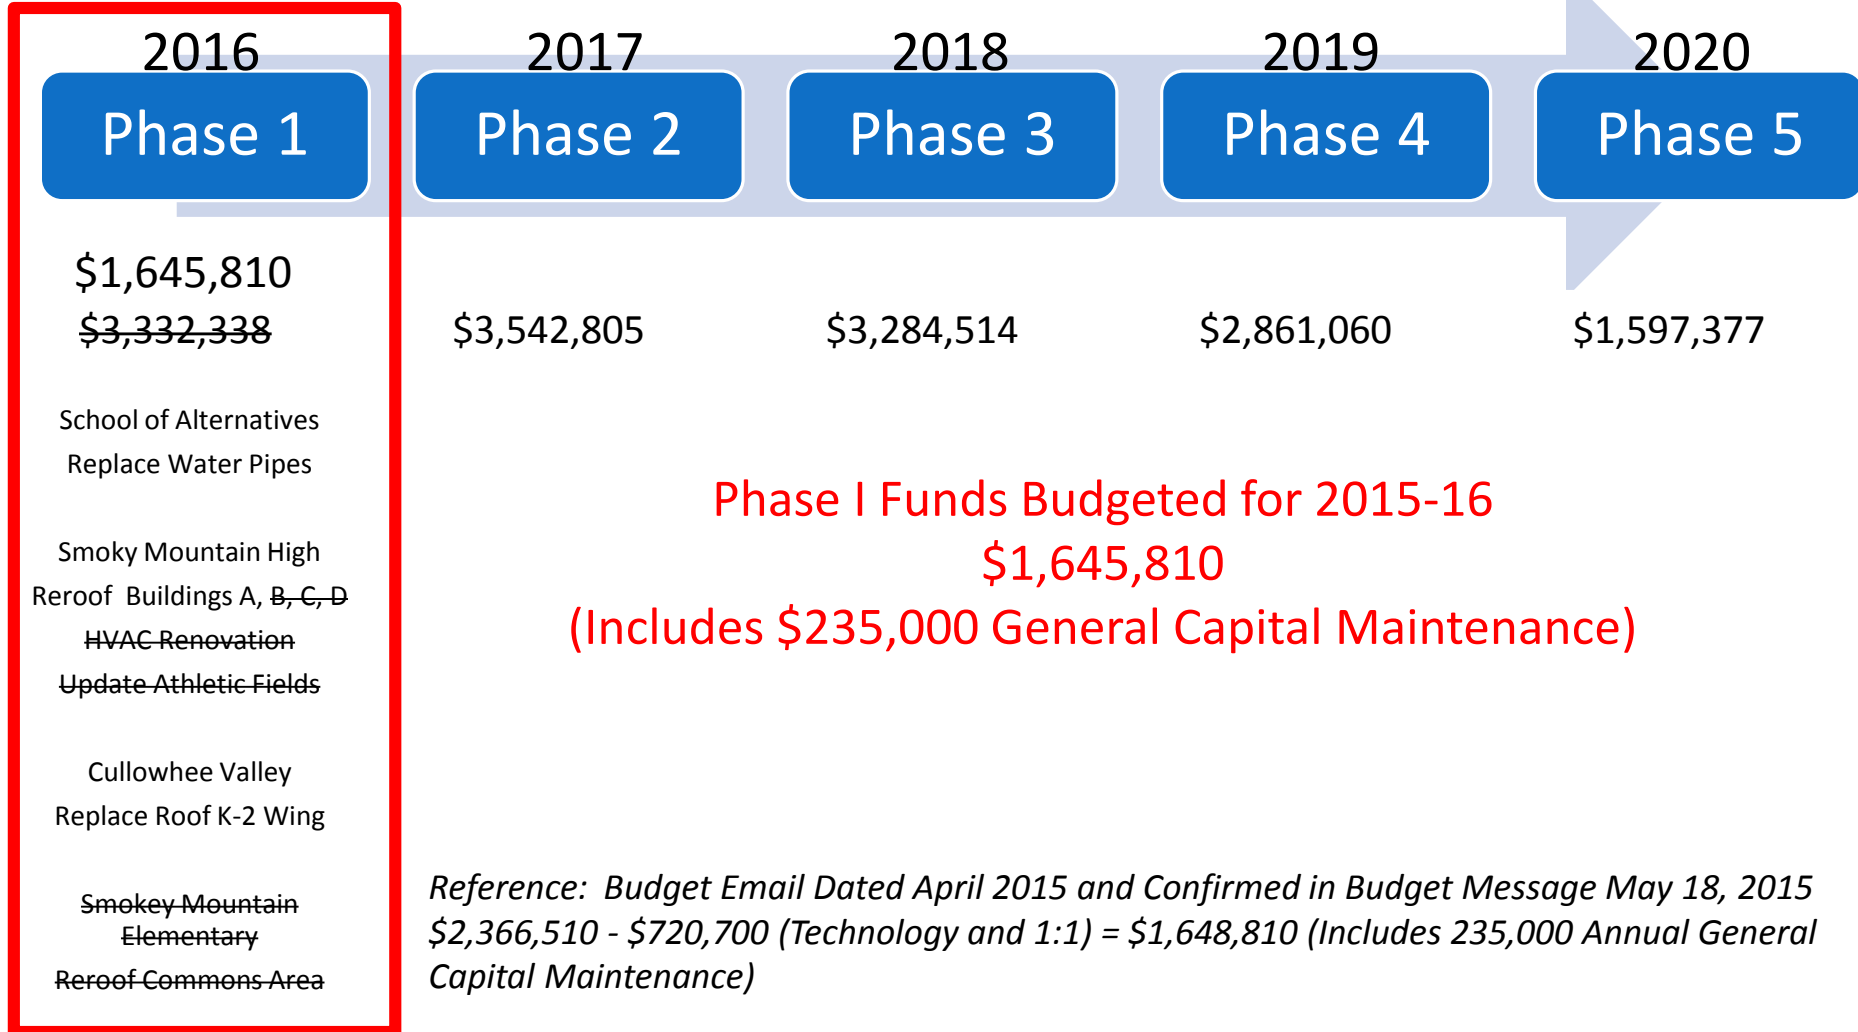 2016
2017
2018
2019
2020
Phase 1
Phase 2
Phase 3
Phase 4
Phase 5
$1,645,810
$3,332,338
$3,542,805
$3,284,514
$2,861,060
$1,597,377
School of Alternatives
Replace Water Pipes
Smoky Mountain High
Reroof Buildings A, B, C, D
HVAC Renovation
Update Athletic Fields
Cullowhee Valley
Replace Roof K-2 Wing
Smokey Mountain
Elementary
Reroof Commons Area
Phase I Funds Budgeted for 2015-16
$1,645,810
(Includes $235,000 General Capital Maintenance)
Reference: Budget Email Dated April 2015 and Confirmed in Budget Message May 18, 2015
$2,366,510 - $720,700 (Technology and 1:1) = $1,648,810 (Includes 235,000 Annual General
Capital Maintenance)